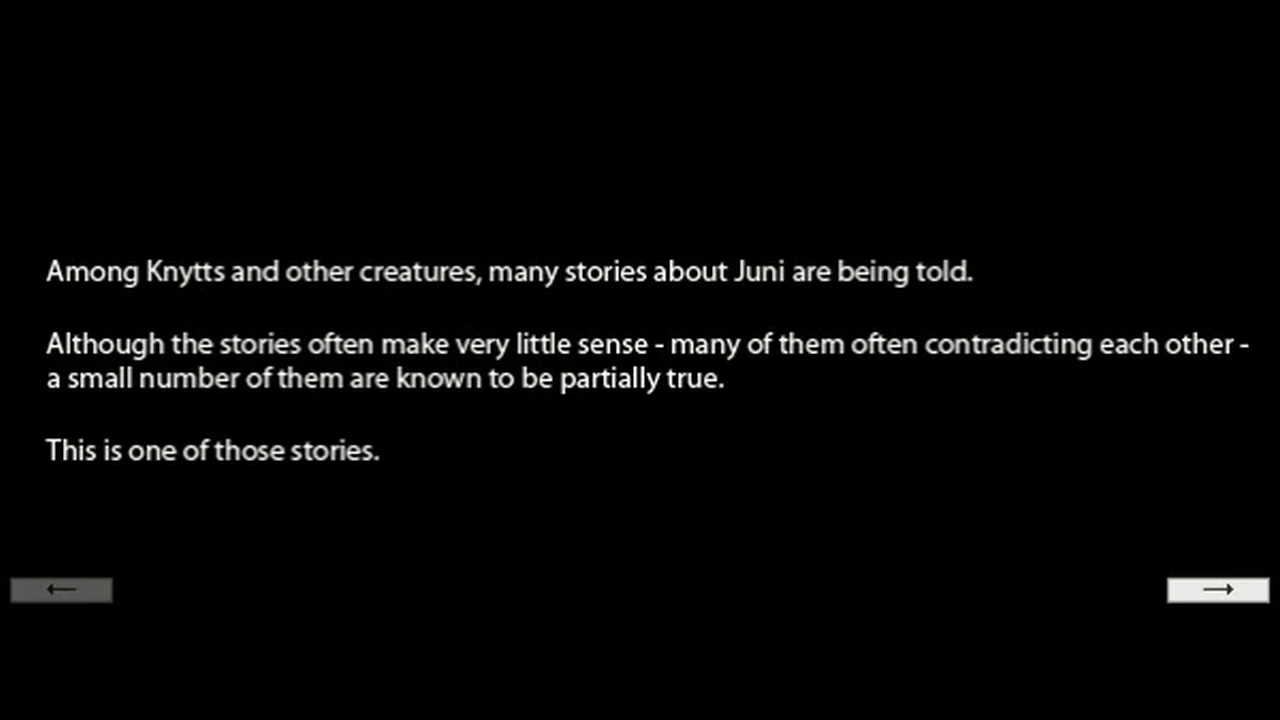 Among Knytts and other creatures, many stories about Juni are being told.
Although the stories often make very little sense - many of them often contradicting each other -
a small number of them are known to be partially true.
This is one of those stories.
← →